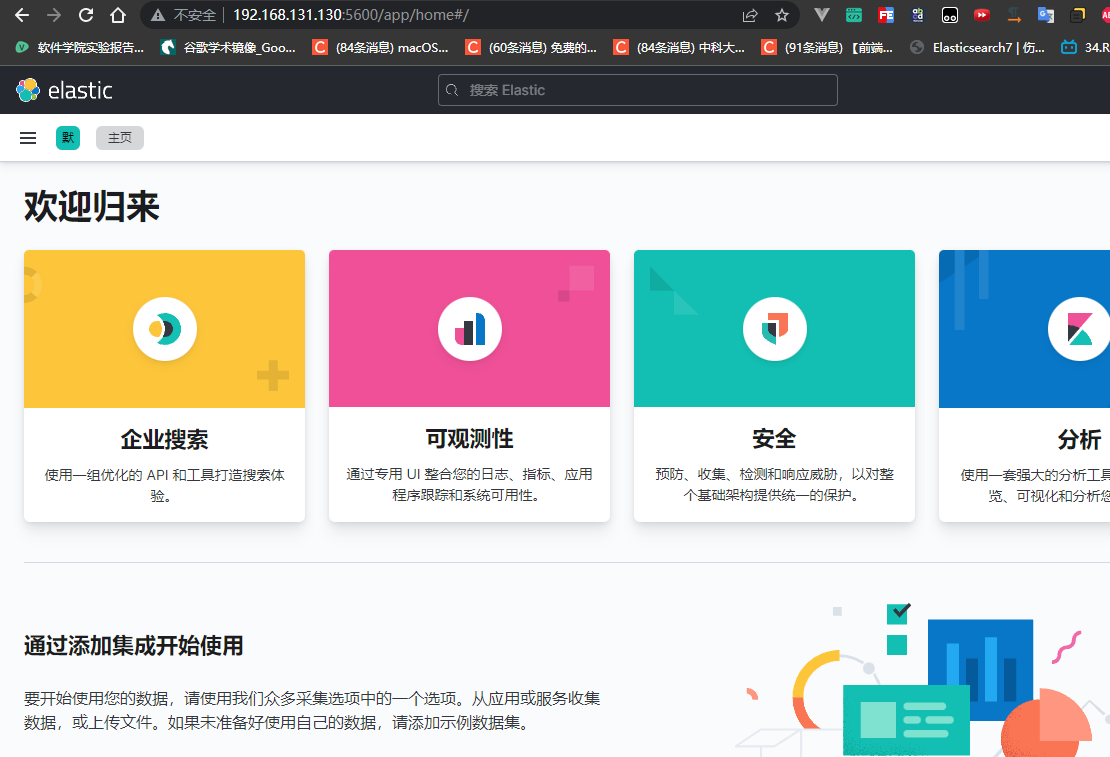 不安全 192.168.131.130:5600/app/home#/
软件学院实验报告... 谷歌学术镜像_Goo... (84条消息) macOS... (60条消息) 免费的... (84条消息) 中科大... (91条消息) 【前端... Elasticsearch7 | 伤... 34.R
elastic
搜索 Elastic
默 主页
欢迎归来
企业搜索
使用一组优化的 API 和工具打造搜索体
验。
可观测性
通过专用 UI 整合您的日志、指标、应用
程序跟踪和系统可用性。
安全
预防、收集、检测和响应威胁，以对整
个基础架构提供统一的保护。
分析
使用一套强大的分析工具
览、可视化和分析您
通过添加集成开始使用
要开始使用您的数据，请使用我们众多采集选项中的一个选项。从应用或服务收集
数据，或上传文件。如果未准备好使用自己的数据，请添加示例数据集。